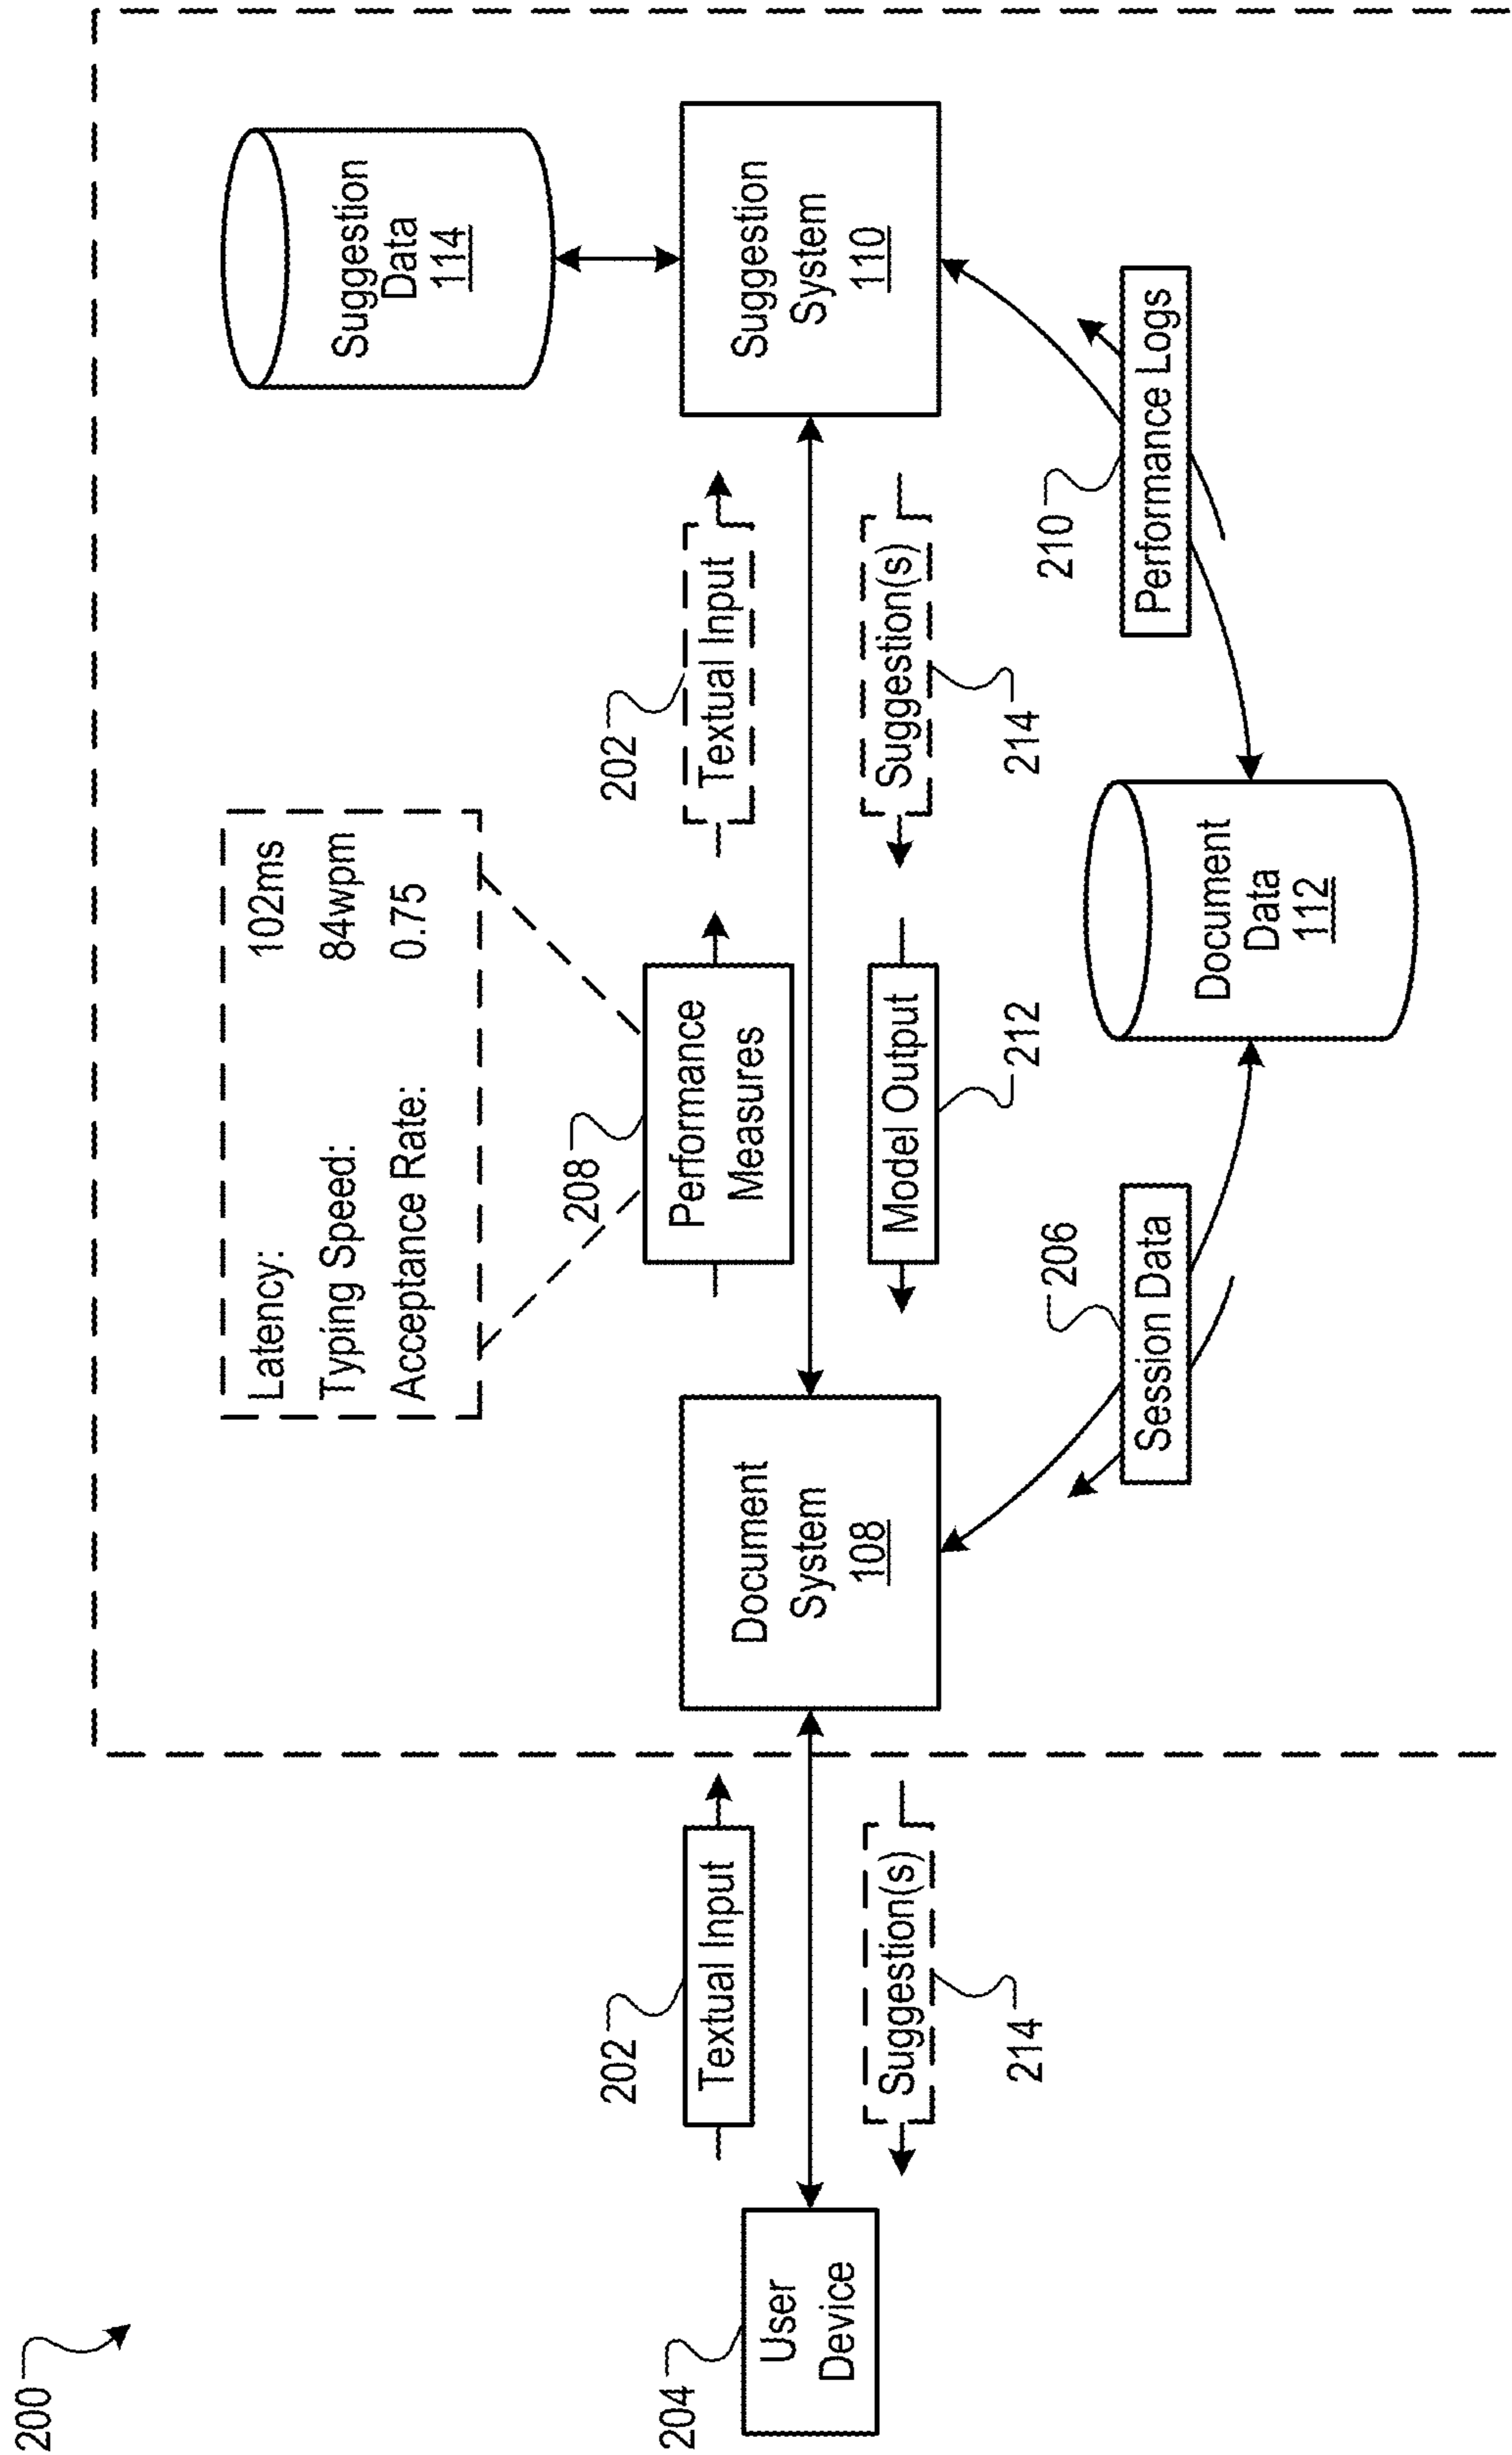 200
Latency: 102ms
Typing Speed: 84wpm
Acceptance Rate: 0.75
Suggestion
Data
114
208
Performance
Measures
202
Textual Input
202
Textual Input
204
User
Device
Document
System
108
Suggestion
System
110
Suggestion(s)
214
Model Output
212
Suggestion(s)
214
206
Session Data
Document
Data
112
210
Performance Logs